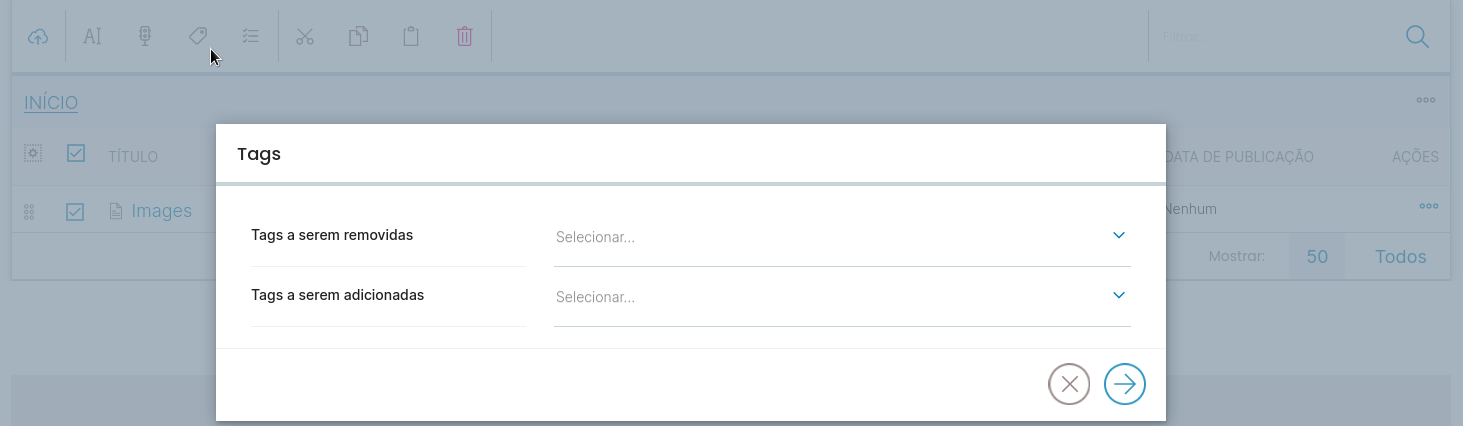 AI
Filtrar...
INÍCIO
TÍTULO
DATA DE PUBLICAÇÃO
AÇÕES
Images
Nenhum
Mostrar:
50
Todos
Tags
Tags a serem removidas
Selecionar...
Tags a serem adicionadas
Selecionar...